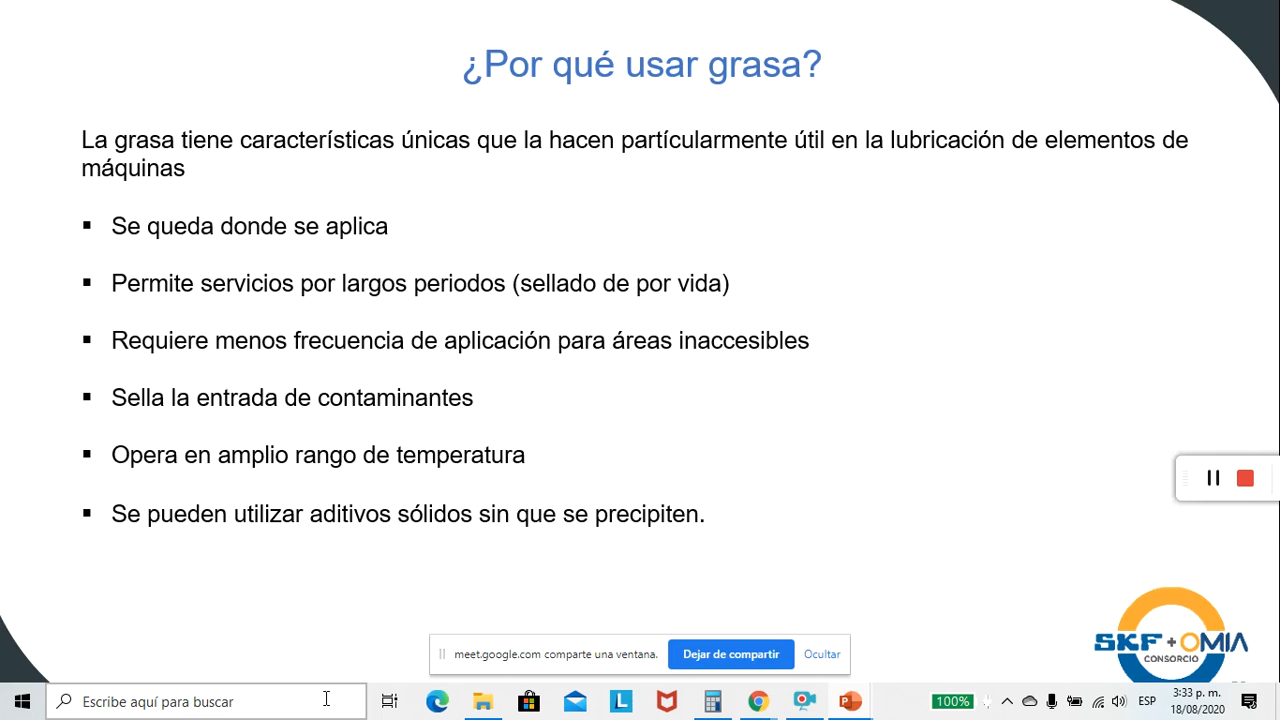 ¿Por qué usar grasa?
La grasa tiene características únicas que la hacen partícularmente útil en la lubricación de elementos de
máquinas
▪ Se queda donde se aplica
▪ Permite servicios por largos periodos (sellado de por vida)
▪ Requiere menos frecuencia de aplicación para áreas inaccesibles
▪ Sella la entrada de contaminantes
▪ Opera en amplio rango de temperatura
▪ Se pueden utilizar aditivos sólidos sin que se precipiten.
SKF + OMIA
CONSORCIO
meet.google.com comparte una ventana. Dejar de compartir Ocultar
Escribe aquí para buscar
100%
ESP
3:33 p. m.
18/08/2020